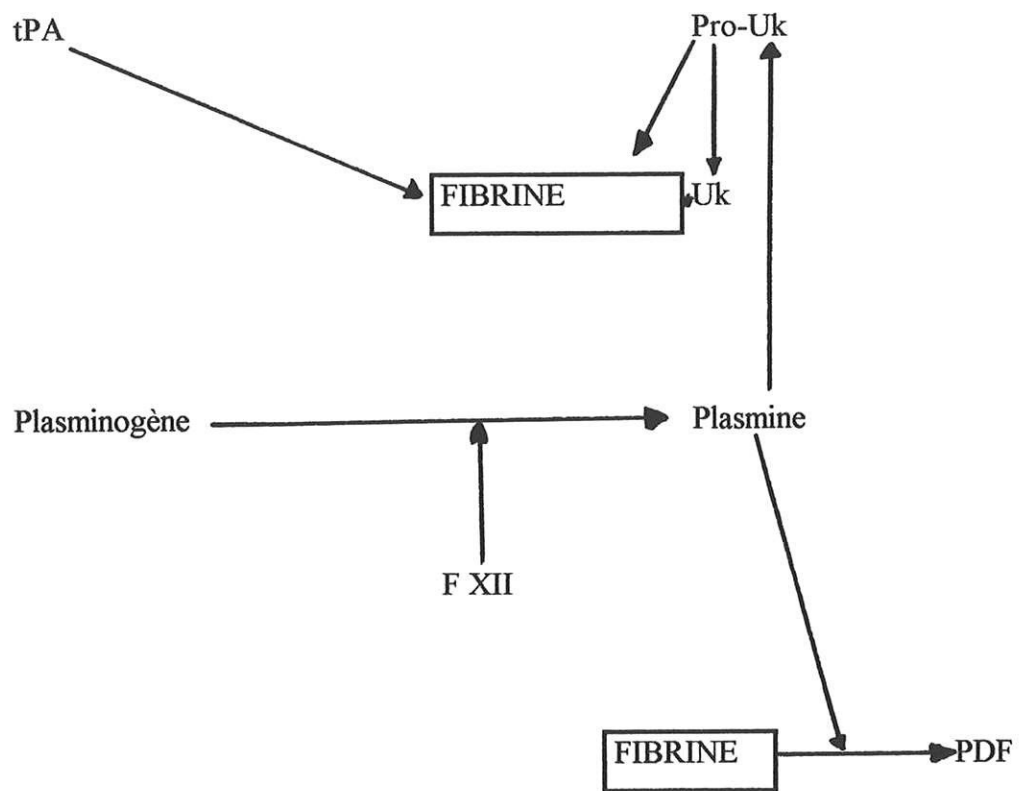 tPA
Pro-Uk
FIBRINE
Uk
Plasminogène
Plasmine
F XII
FIBRINE
PDF